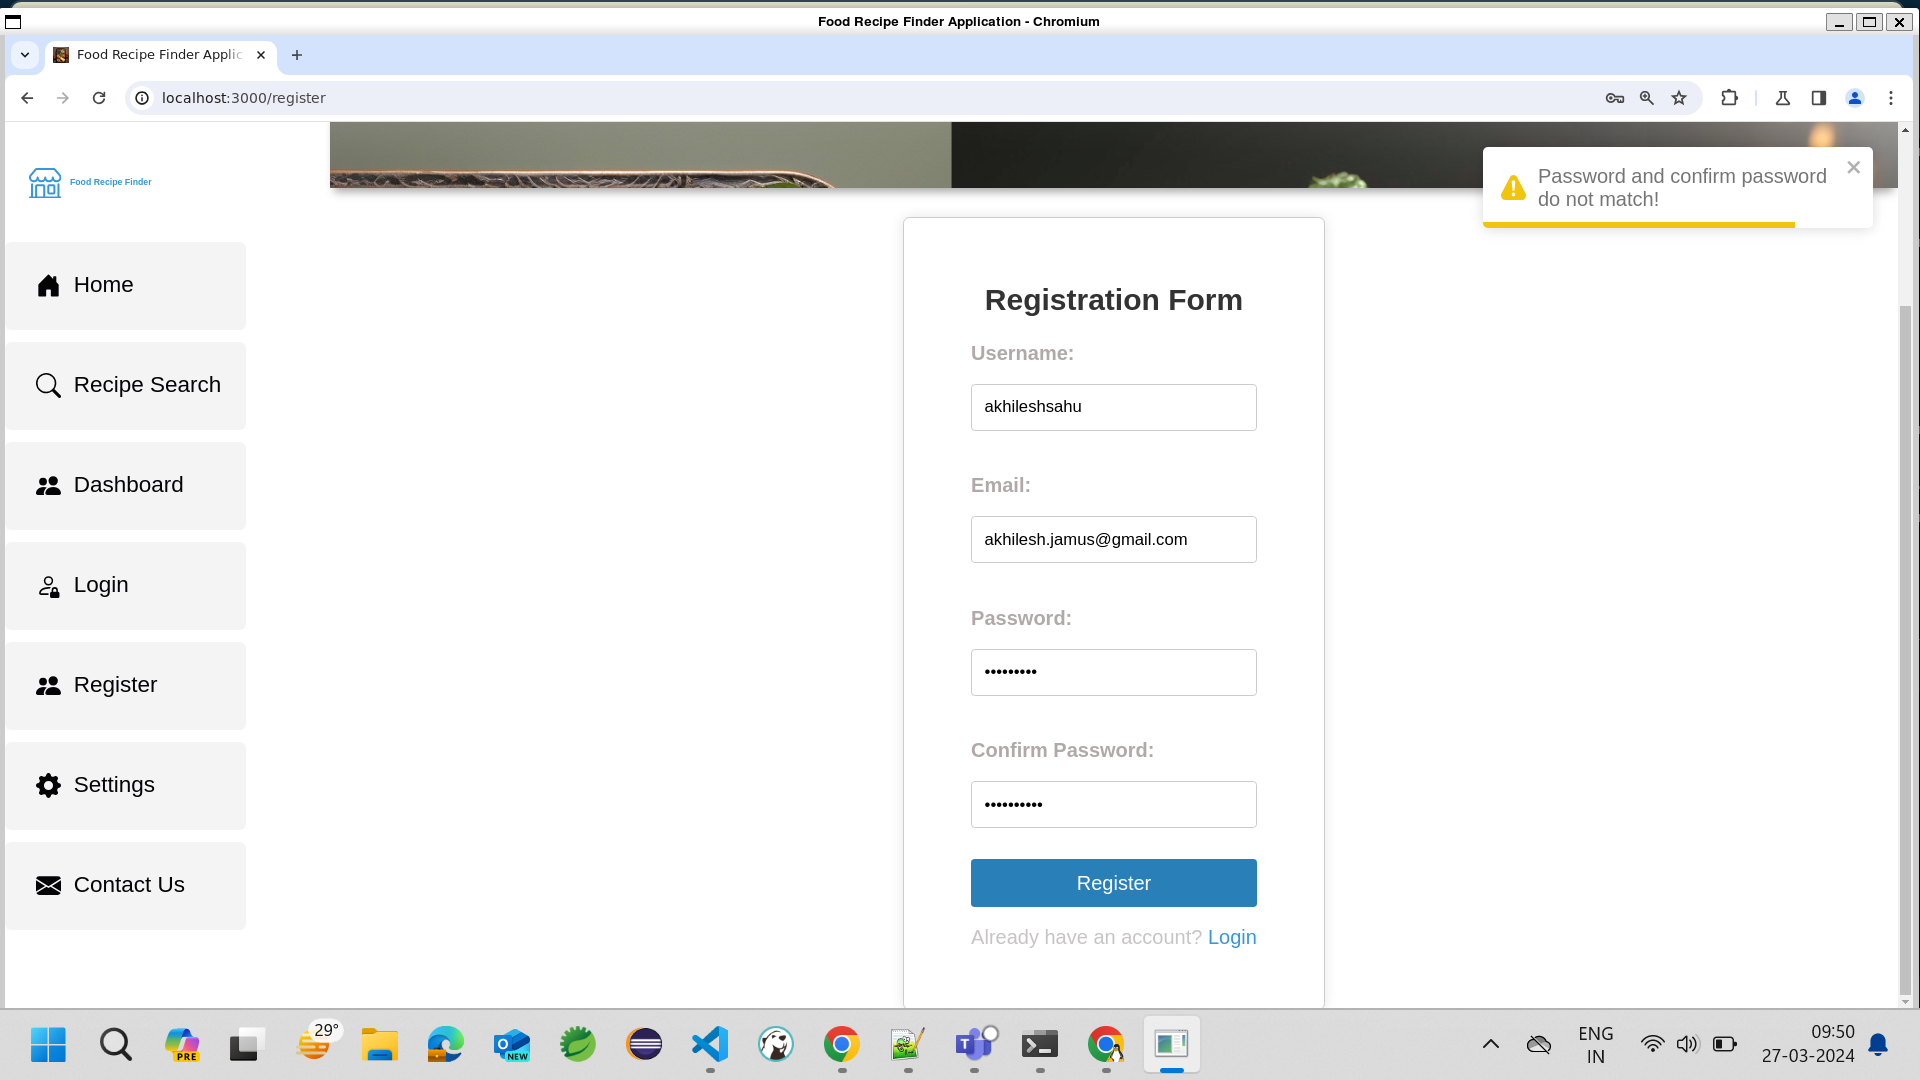 Food Recipe Finder Application - Chromium
Food Recipe Finder Applic
localhost:3000/register
Food Recipe Finder
Password and confirm password
do not match!
Home
Recipe Search
Dashboard
Login
Register
Settings
Contact Us
Registration Form
Username:
akhileshsahu
Email:
akhilesh.jamus@gmail.com
Password:
•••••••••
Confirm Password:
••••••••••
Register
Already have an account? Login
PRE
29°
NEW
ENG
IN
09:50
27-03-2024